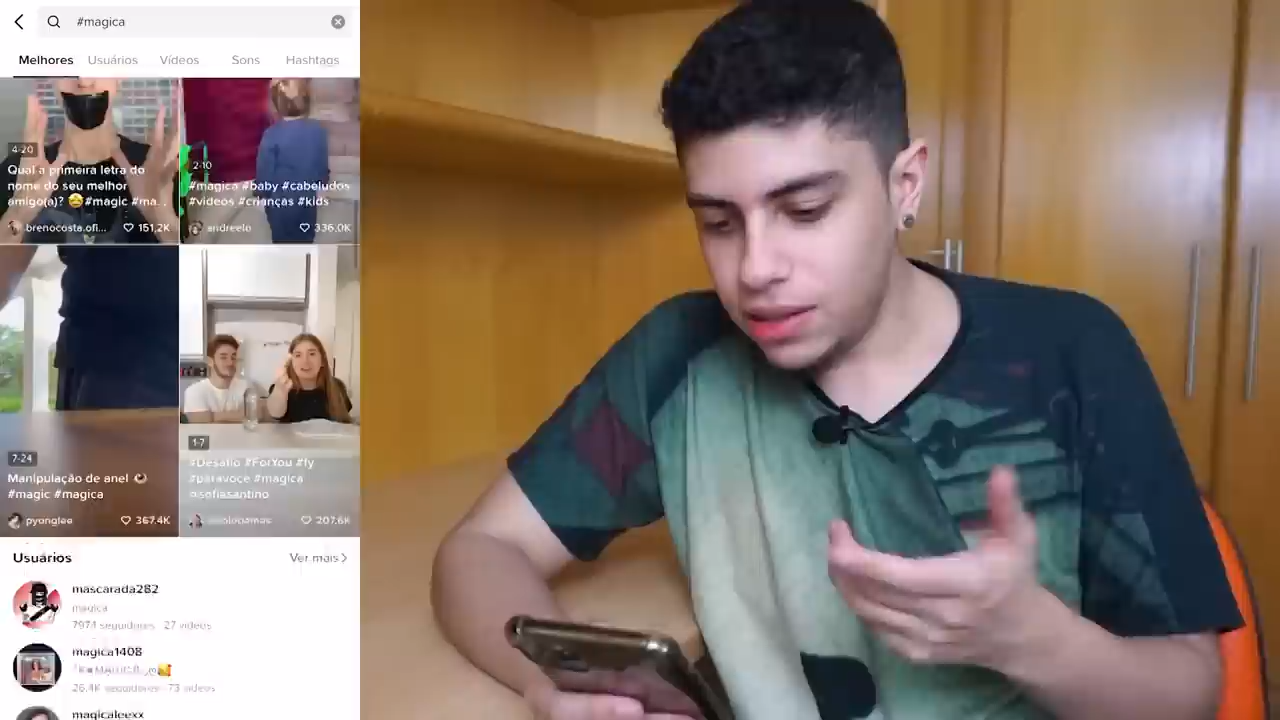 #magica
Melhores Usuários Vídeos Sons Hashtags
4-20
Qual a primeira letra do
nome do seu melhor
amigo(a)? 🤩#magic #ma...
brenocosta.ofi... 151,2K
2-10
#magica #baby #cabeludos
#videos #crianças #kids
andreelo 336,0K
7-24
Manipulação de anel
#magic #magica
pyonglee 367,4K
1-7
#Desafio #ForYou #fy
#paravoce #magica
@sofiasantino
207,6K
Usuários Ver mais >
mascarada282
magica
seguidores · 27 vídeos
magica1408
26,4K seguidores · 73 vídeos
magicaleexx